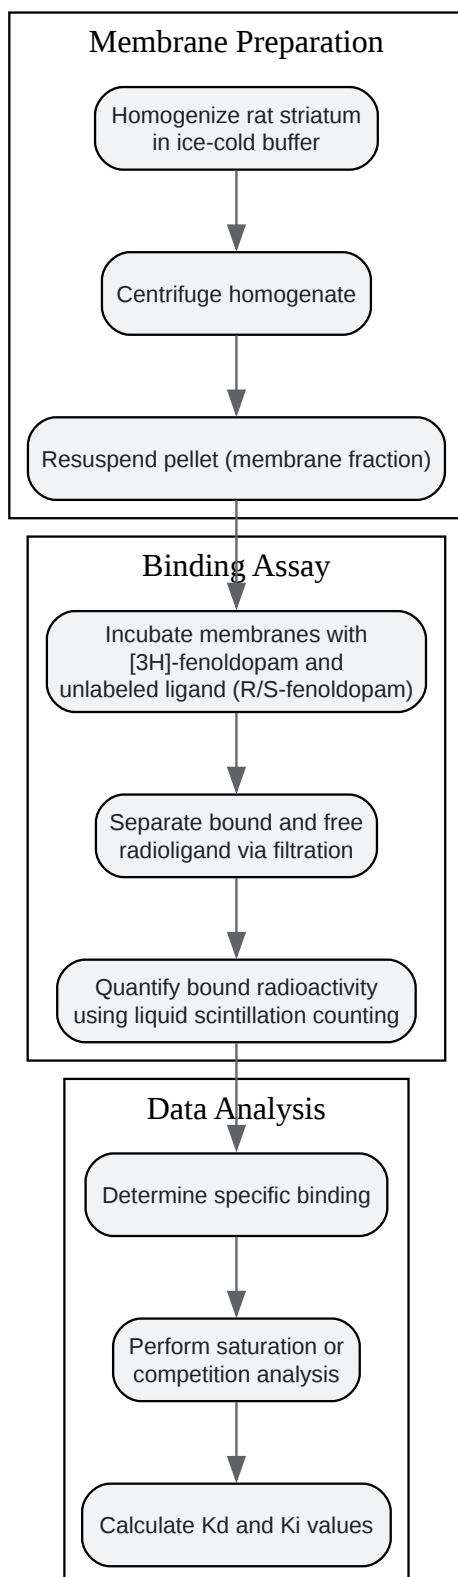 Membrane Preparation
Homogenize rat striatum
in ice-cold buffer
Centrifuge homogenate
Resuspend pellet (membrane fraction)
Binding Assay
Incubate membranes with
[3H]-fenoldopam and
unlabeled ligand (R/S-fenoldopam)
Separate bound and free
radioligand via filtration
Quantify bound radioactivity
using liquid scintillation counting
Data Analysis
Determine specific binding
Perform saturation or
competition analysis
Calculate Kd and Ki values